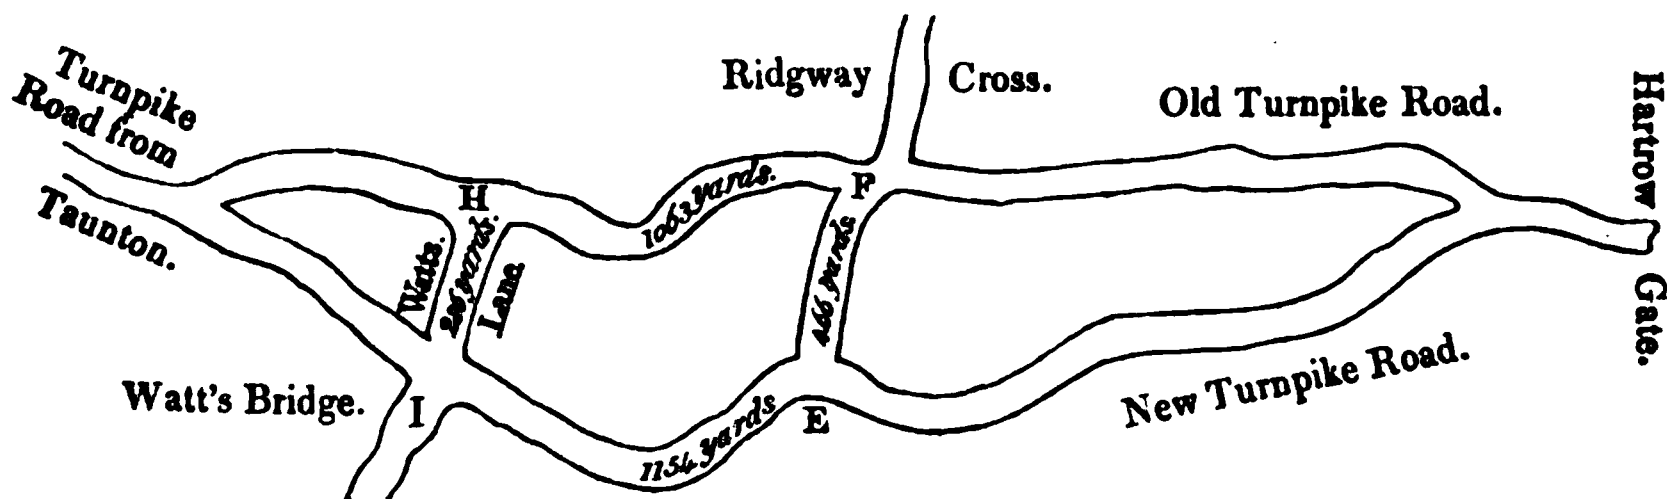 Turnpike
Road from
Taunton.
Ridgway Cross.
Old Turnpike Road.
Hartrow
Gate.
H
1063 yards.
F
Watts.
yards.
Lane
466 yards
Watt's Bridge.
I
1154 yards
E
New Turnpike Road.